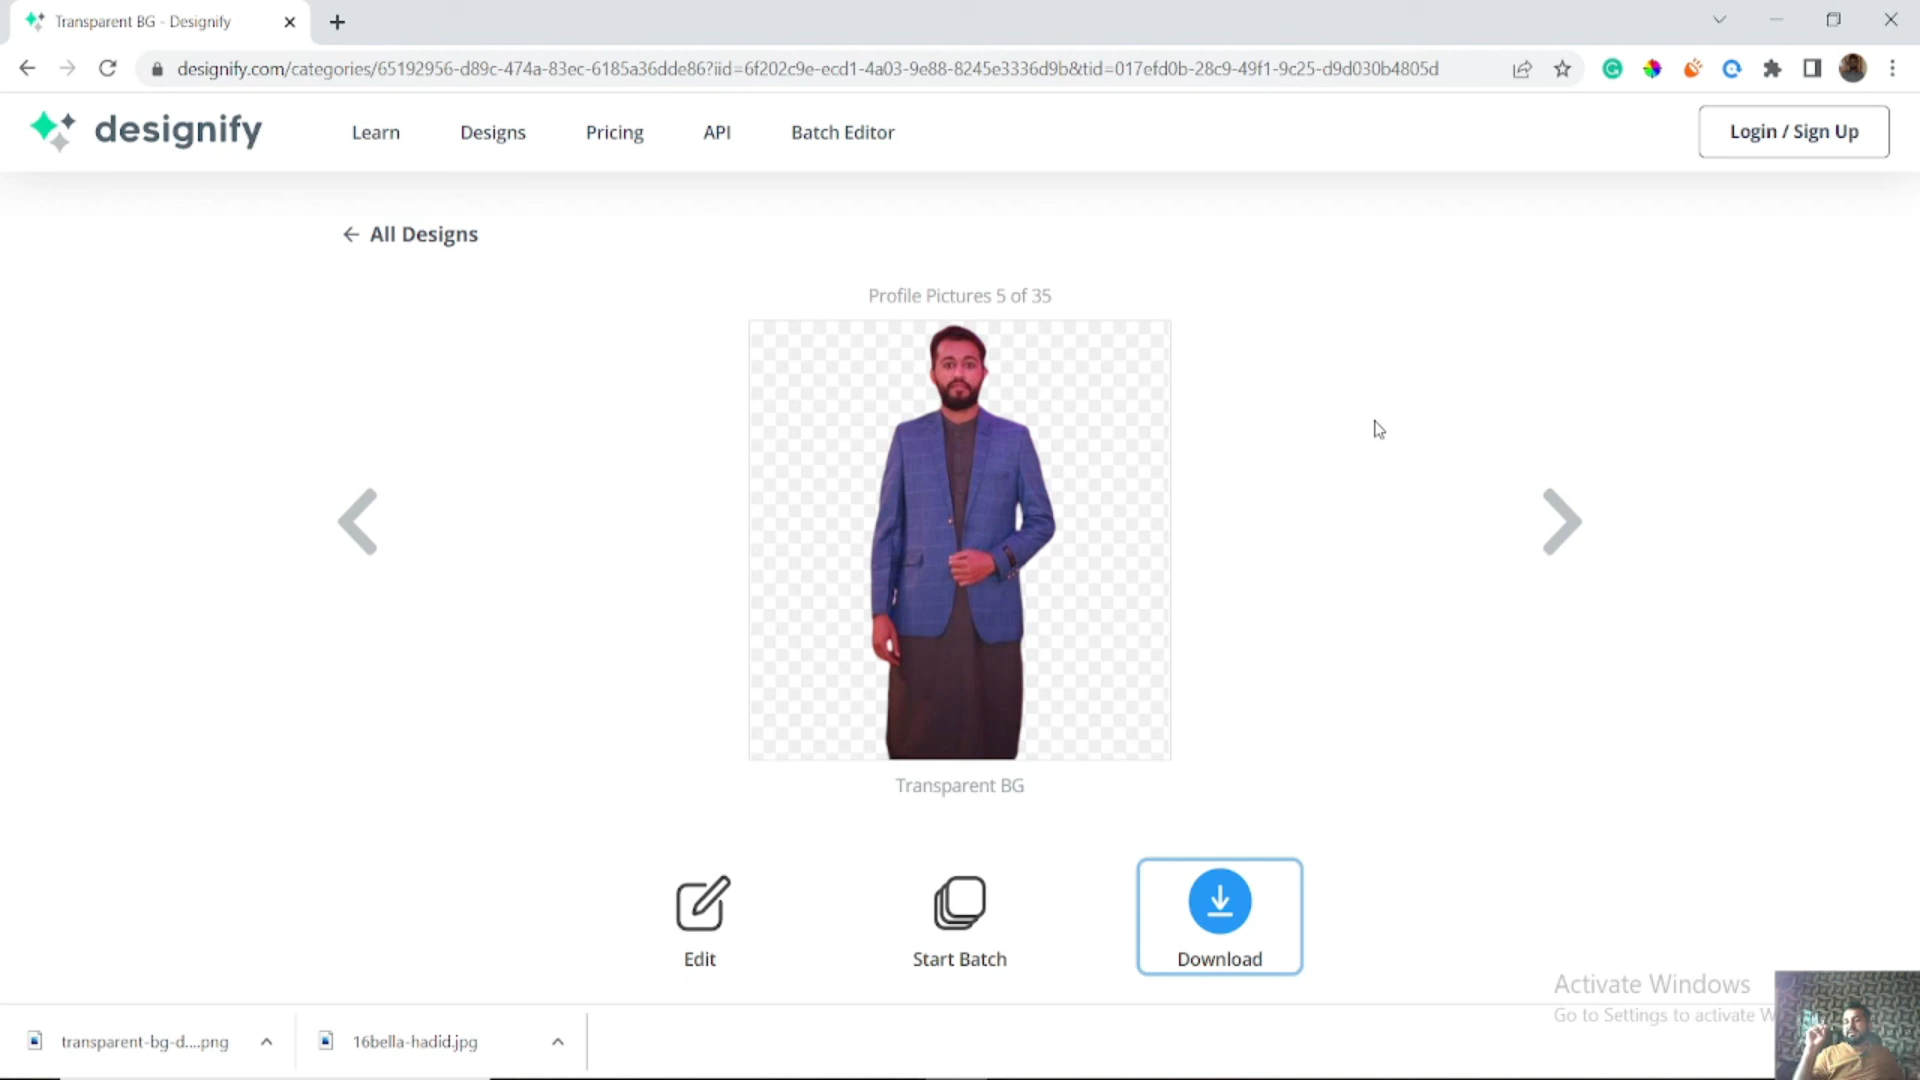 Transparent BG - Designify
designify.com/categories/65192956-d89c-474a-83ec-6185a36dde86?iid=6f202c9e-ecd1-4a03-9e88-8245e3336d9b&tid=017efd0b-28c9-49f1-9c25-d9d030b4805d
designify
Learn
Designs
Pricing
API
Batch Editor
Login / Sign Up
← All Designs
Profile Pictures 5 of 35
Transparent BG
Edit
Start Batch
Download
Activate Windows
Go to Settings to activate W
transparent-bg-d....png
16bella-hadid.jpg